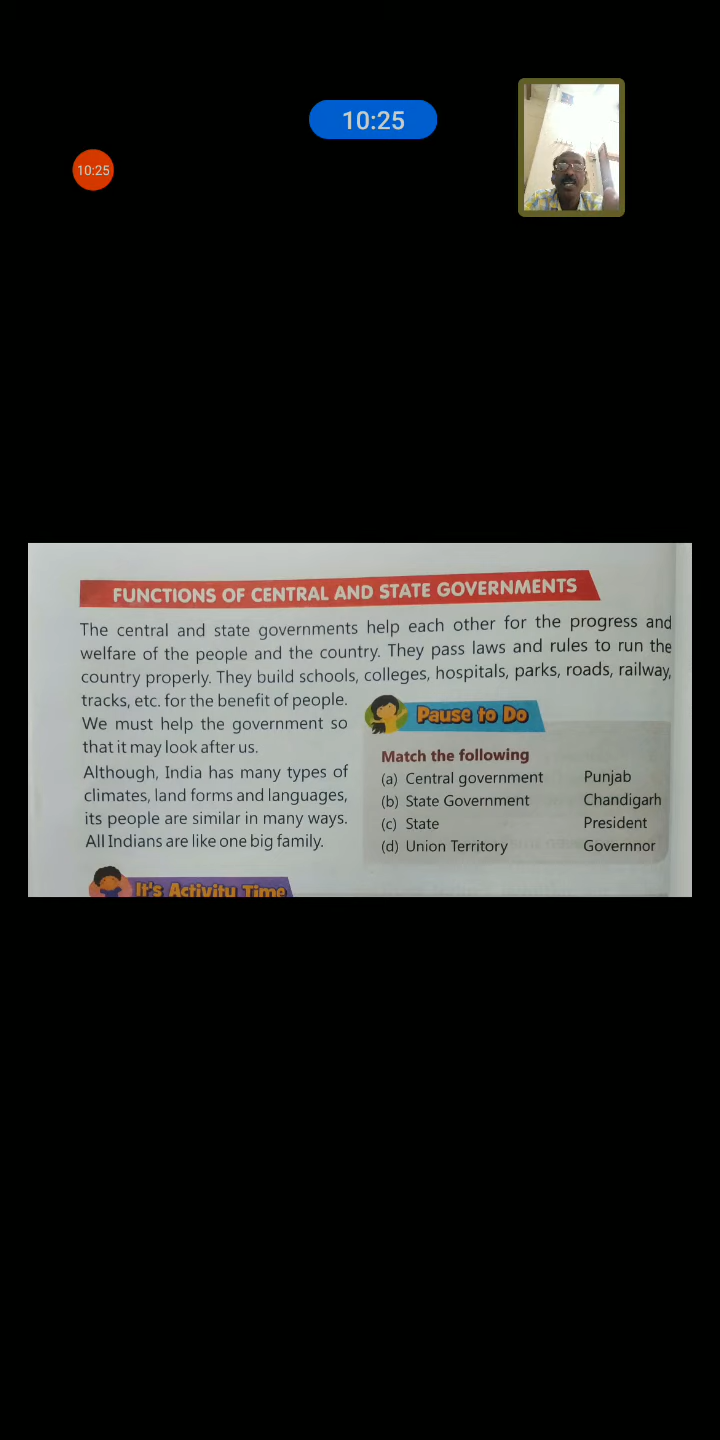 10:25
10:25
FUNCTIONS OF CENTRAL AND STATE GOVERNMENTS
The central and state governments help each other for the progress and
welfare of the people and the country. They pass laws and rules to run the
country properly. They build schools, colleges, hospitals, parks, roads, railway,
tracks, etc. for the benefit of people.
We must help the government so
that it may look after us.
Although, India has many types of
climates, land forms and languages,
its people are similar in many ways.
All Indians are like one big family.
Pause to Do
Match the following
(a) Central government Punjab
(b) State Government Chandigarh
(c) State President
(d) Union Territory Governnor
It's Activity Time